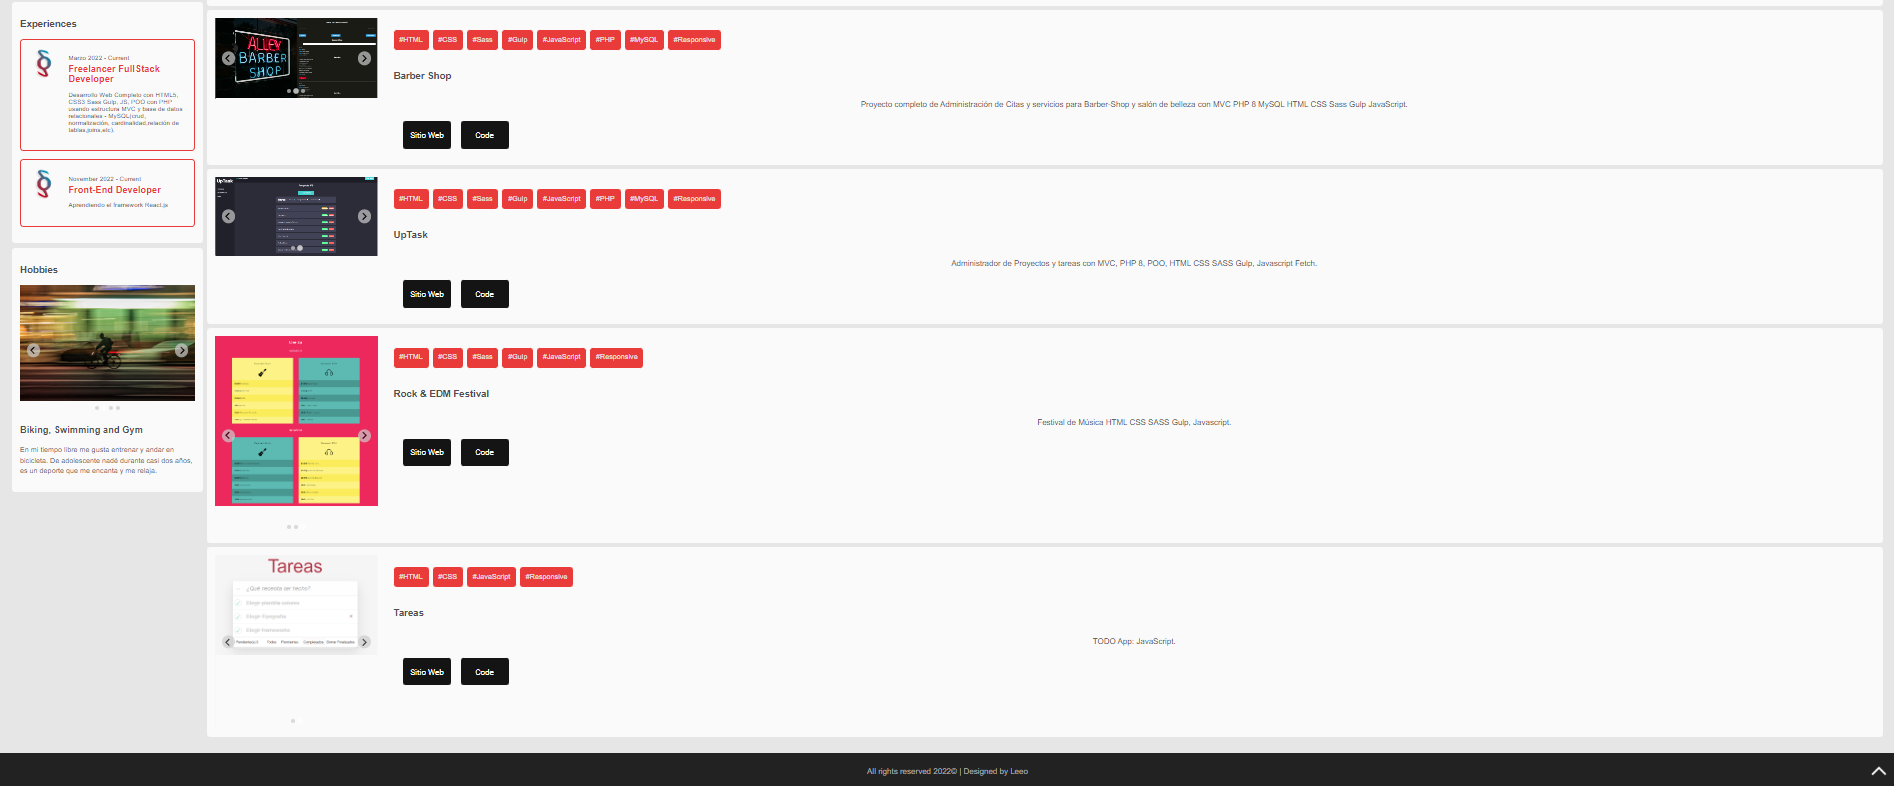 Experiences
Marzo 2022 - Current
Freelancer FullStack
Developer
Desarrollo Web Completo con HTML5,
CSS3 Sass Gulp, JS, POO con PHP
usando estructura MVC y base de datos
relacionales - MySQL(crud,
normalización, cardinalidad,relación de
tablas,joins,etc).
November 2022 - Current
Front-End Developer
Aprendiendo el framework React.js
Hobbies
Biking, Swimming and Gym
En mi tiempo libre me gusta entrenar y andar en
bicicleta. De adolescente nadé durante casi dos años,
es un deporte que me encanta y me relaja.
ALLEY
BARBER
SHOP
#HTML #CSS #Sass #Gulp #JavaScript #PHP #MySQL #Responsive
Barber Shop
Proyecto completo de Administración de Citas y servicios para Barber-Shop y salón de belleza con MVC PHP 8 MySQL HTML CSS Sass Gulp JavaScript.
Sitio Web Code
UpTask
#HTML #CSS #Sass #Gulp #JavaScript #PHP #MySQL #Responsive
UpTask
Administrador de Proyectos y tareas con MVC, PHP 8, POO, HTML CSS SASS Gulp, Javascript Fetch.
Sitio Web Code
#HTML #CSS #Sass #Gulp #JavaScript #Responsive
Rock & EDM Festival
Festival de Música HTML CSS SASS Gulp, Javascript.
Sitio Web Code
Tareas
¿Qué necesita ser hecho?
#HTML #CSS #JavaScript #Responsive
Tareas
TODO App: JavaScript.
Sitio Web Code
All rights reserved 2022© | Designed by Leeo